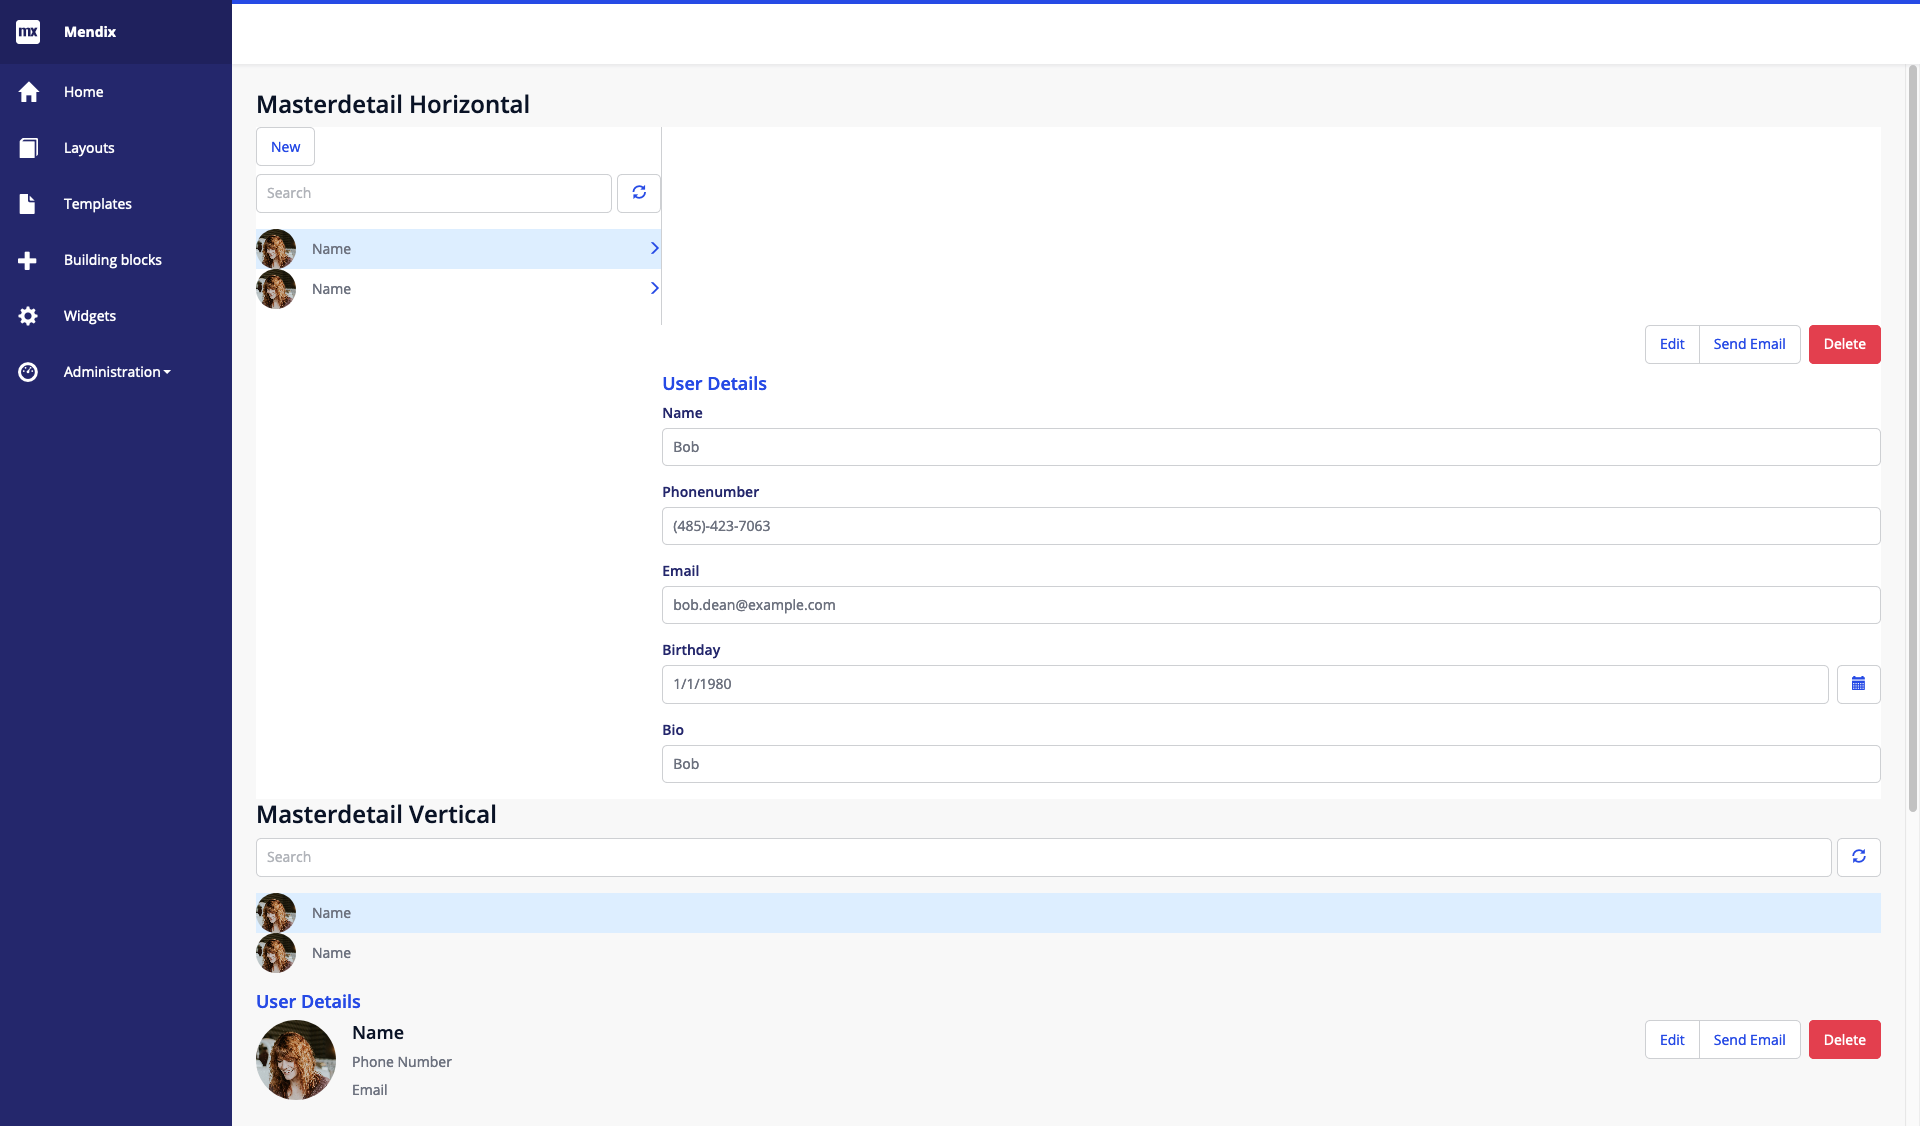 mx Mendix
Home
Layouts
Templates
Building blocks
Widgets
Administration
Masterdetail Horizontal
New
Search
Name
Name
Edit Send Email Delete
User Details
Name
Bob
Phonenumber
(485)-423-7063
Email
bob.dean@example.com
Birthday
1/1/1980
Bio
Bob
Masterdetail Vertical
Search
Name
Name
User Details
Name
Phone Number
Email
Edit Send Email Delete